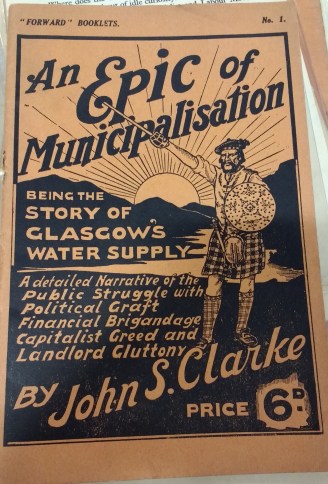 "FORWARD" BOOKLETS.
No. 1.
An Epic of
Municipalisation
BEING THE
STORY OF
GLASGOW'S
WATER SUPPLY
A detailed Narrative of the
Public Struggle with
Political Graft
Financial Brigandage
Capitalist Greed and
Landlord Gluttony
BY John S. Clarke
PRICE 6D.